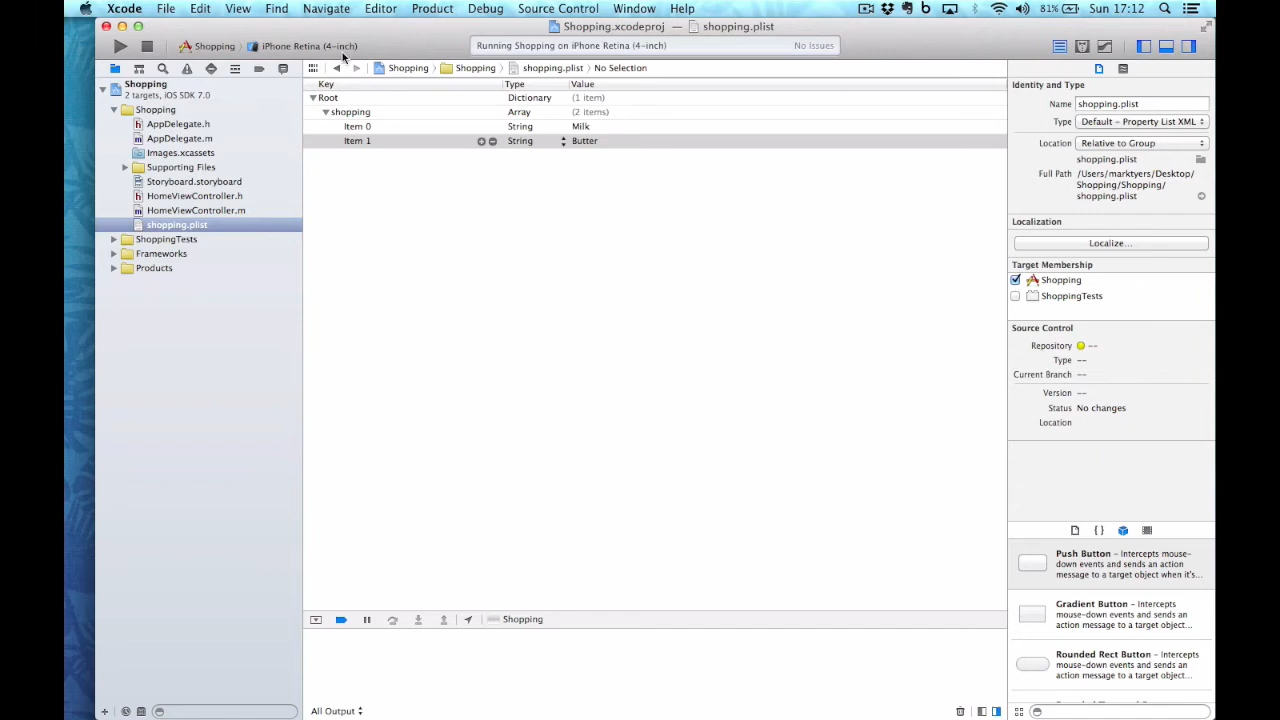 Xcode File Edit View Find Navigate Editor Product Debug Source Control Window Help 81% Sun 17:12
Shopping.xcodeproj — shopping.plist
Shopping iPhone Retina (4-inch) Running Shopping on iPhone Retina (4-inch) No Issues
Shopping Shopping shopping.plist No Selection
Shopping
2 targets, iOS SDK 7.0
Shopping
AppDelegate.h
AppDelegate.m
Images.xcassets
Supporting Files
Storyboard.storyboard
HomeViewController.h
HomeViewController.m
shopping.plist
ShoppingTests
Frameworks
Products
Key Type Value
Root Dictionary (1 item)
shopping Array (2 items)
Item 0 String Milk
Item 1 String Butter
Shopping
All Output
Identity and Type
Name shopping.plist
Type Default - Property List XML
Location Relative to Group
shopping.plist
Full Path /Users/marktyers/Desktop/
Shopping/Shopping/
shopping.plist
Localization
Localize...
Target Membership
Shopping
ShoppingTests
Source Control
Repository --
Type --
Current Branch --
Version --
Status No changes
Location
Push Button - Intercepts mouse-
down events and sends an action
message to a target object when it's...
Gradient Button - Intercepts
mouse-down events and sends an
action message to a target object...
Rounded Rect Button - Intercepts
mouse-down events and sends an
action message to a target object...